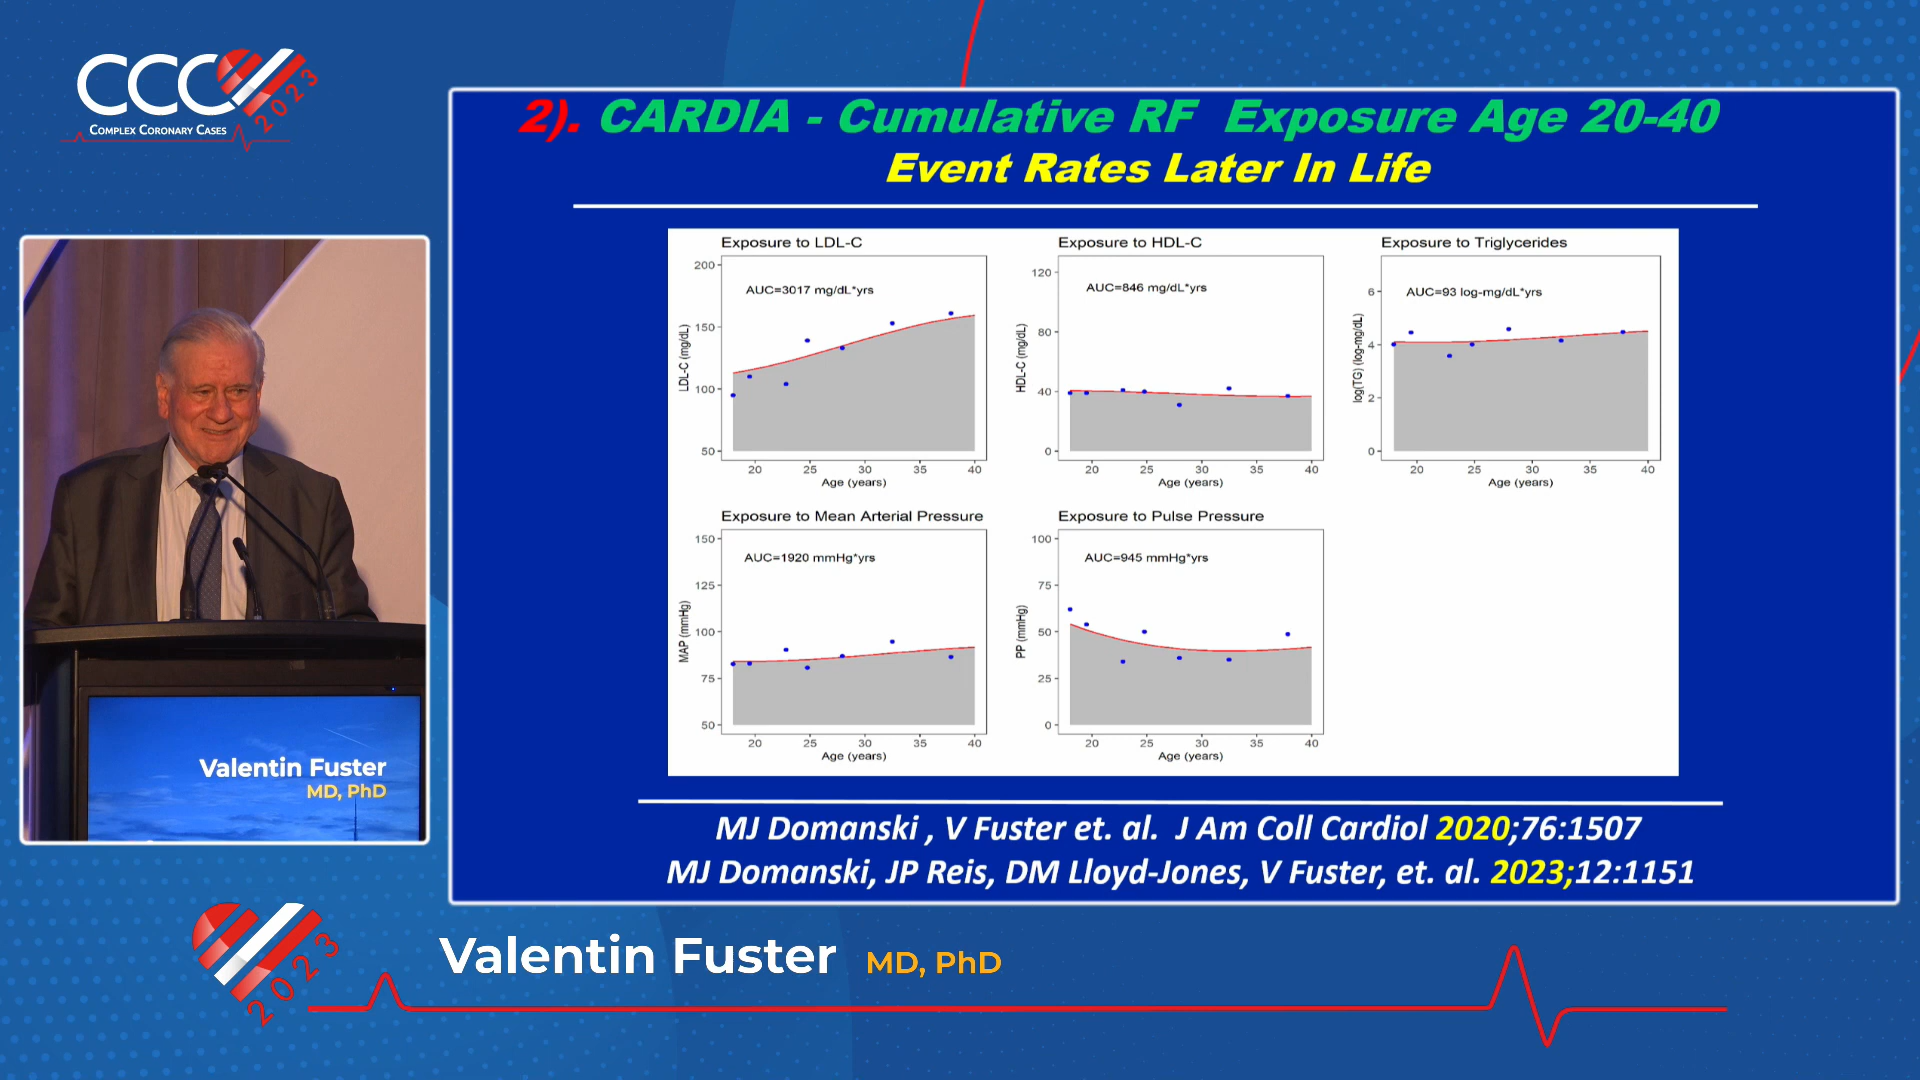 CCC
2023
COMPLEX CORONARY CASES
2). CARDIA - Cumulative RF Exposure Age 20-40
Event Rates Later In Life
Exposure to LDL-C
AUC=3017 mg/dL*yrs
LDL-C (mg/dL)
200
150
100
50
20 25 30 35 40
Age (years)
Exposure to HDL-C
AUC=846 mg/dL*yrs
HDL-C (mg/dL)
120
80
40
0
20 25 30 35 40
Age (years)
Exposure to Triglycerides
AUC=93 log-mg/dL*yrs
log(TG) (log-mg/dL)
6
4
2
0
20 25 30 35 40
Age (years)
Exposure to Mean Arterial Pressure
AUC=1920 mmHg*yrs
MAP (mmHg)
150
125
100
75
50
20 25 30 35 40
Age (years)
Exposure to Pulse Pressure
AUC=945 mmHg*yrs
PP (mmHg)
100
75
50
25
0
20 25 30 35 40
Age (years)
MJ Domanski , V Fuster et. al. J Am Coll Cardiol 2020;76:1507
MJ Domanski, JP Reis, DM Lloyd-Jones, V Fuster, et. al. 2023;12:1151
Valentin Fuster
MD, PhD
2023
Valentin Fuster MD, PhD